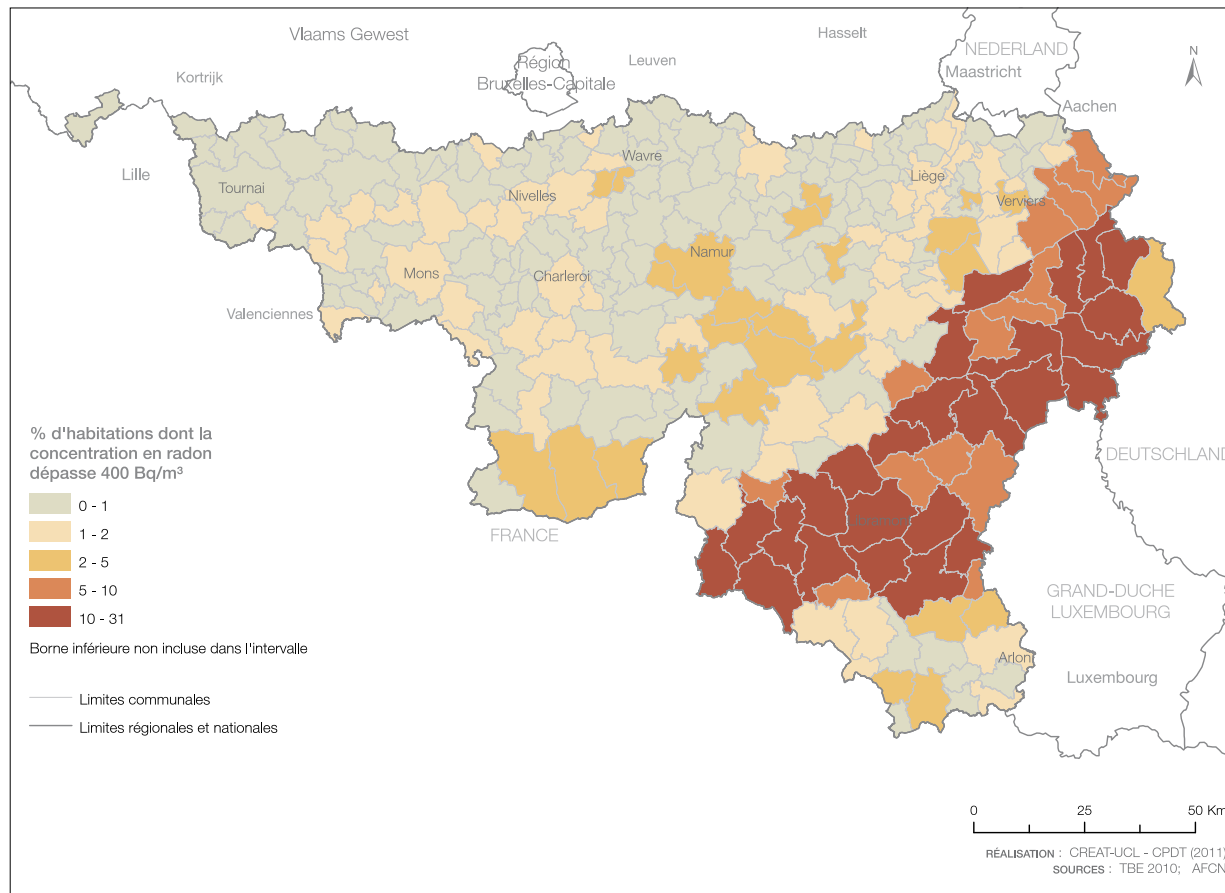 Vlaams Gewest
Hasselt
NEDERLAND
Maastricht
Région
Bruxelles-Capitale
Leuven
Kortrijk
N
Aachen
Lille
Tournai
Wavre
Nivelles
Liège
Verviers
Namur
Mons
Charleroi
Valenciennes
% d'habitations dont la
concentration en radon
dépasse 400 Bq/m³
0 - 1
1 - 2
2 - 5
5 - 10
10 - 31
Borne inférieure non incluse dans l'intervalle
Limites communales
Limites régionales et nationales
DEUTSCHLAND
FRANCE
GRAND-DUCHE
LUXEMBOURG
Arlon
Luxembourg
0 25 50 Km
RÉALISATION : CREAT-UCL - CPDT (2011)
SOURCES : TBE 2010; AFCN